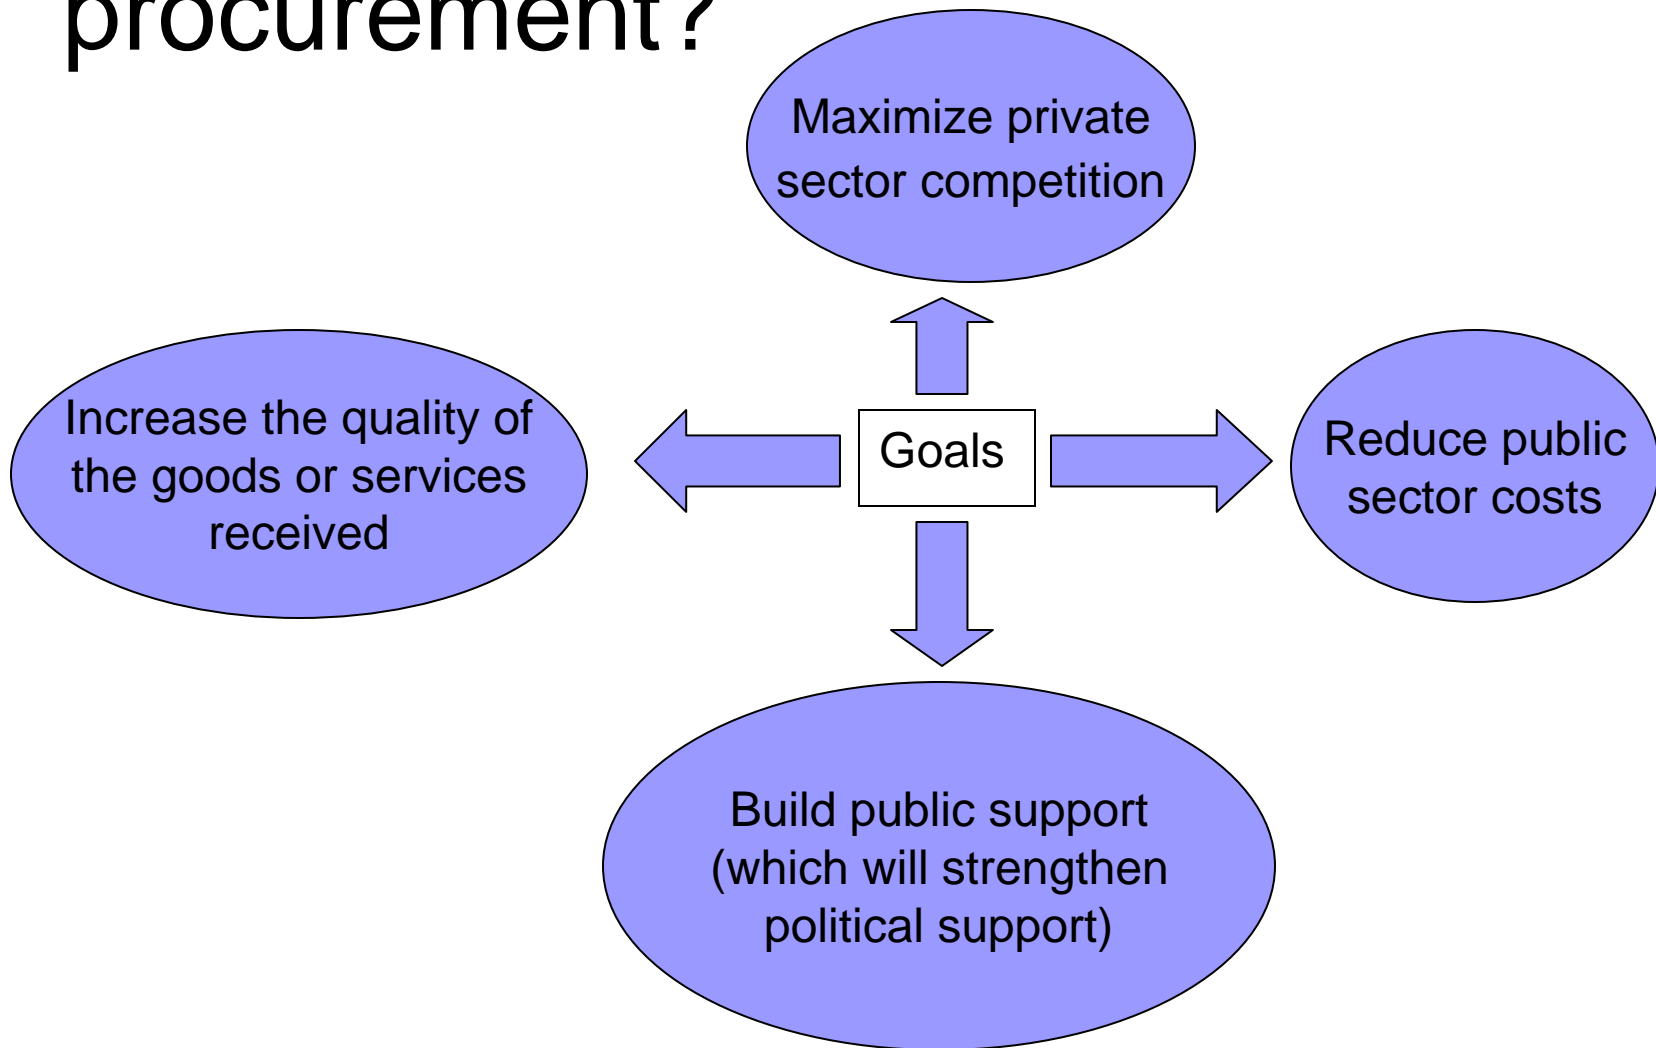 procurement?
Maximize private
sector competition
Increase the quality of
the goods or services
received
Goals
Reduce public
sector costs
Build public support
(which will strengthen
political support)